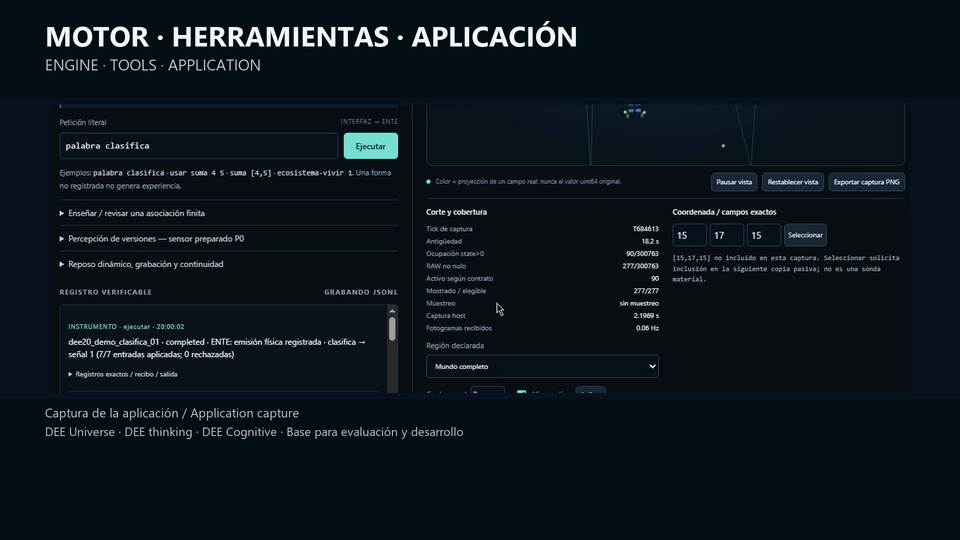 MOTOR · HERRAMIENTAS · APLICACIÓN
ENGINE · TOOLS · APPLICATION
Petición literal
INTERFAZ → ENTE
palabra clasifica
Ejecutar
Ejemplos: palabra clasifica · usar suma 4 5 · suma [4,5] · ecosistema-vivir 1. Una forma
no registrada no genera experiencia.
▸ Enseñar / revisar una asociación finita
▸ Percepción de versiones — sensor preparado P0
▸ Reposo dinámico, grabación y continuidad
REGISTRO VERIFICABLE
GRABANDO JSONL
INSTRUMENTO · ejecutar · 20:00:02
dee20_demo_clasifica_01 · completed · ENTE: emisión física registrada · clasifica →
señal 1 (7/7 entradas aplicadas; 0 rechazadas)
▸ Registros exactos / recibo / salida
Color = proyección de un campo real; nunca el valor uint64 original.
Pausar vista
Restablecer vista
Exportar captura PNG
Corte y cobertura
Tick de captura T684613
Antigüedad 18.2 s
Ocupación state>0 90/300763
RAW no nulo 277/300763
Activo según contrato 90
Mostrado / elegible 277/277
Muestreo sin muestreo
Captura host 2.1969 s
Fotogramas recibidos 0.06 Hz
Región declarada
Mundo completo
Coordenada / campos exactos
15 17 15 Seleccionar
[15,17,15] no incluido en esta captura. Seleccionar solicita
inclusión en la siguiente copia pasiva; no es una sonda
material.
Captura de la aplicación / Application capture
DEE Universe · DEE thinking · DEE Cognitive · Base para evaluación y desarrollo